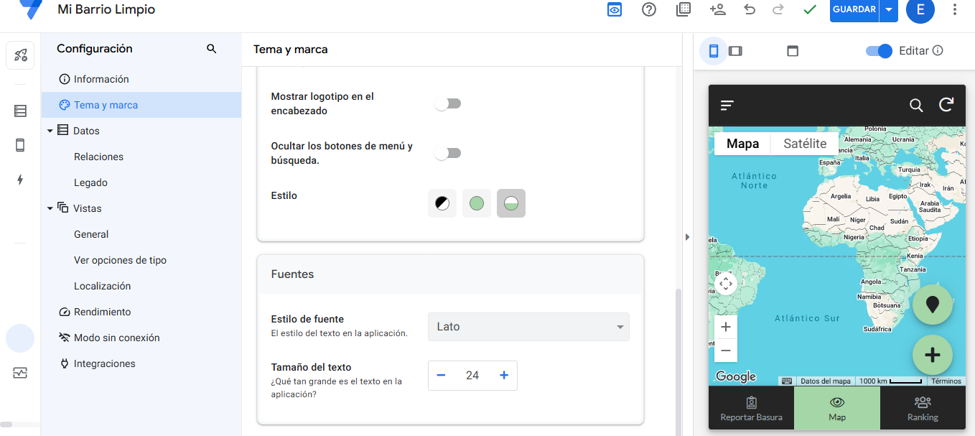 Mi Barrio Limpio
GUARDAR
E
Configuración
Información
Tema y marca
Datos
Relaciones
Legado
Vistas
General
Ver opciones de tipo
Localización
Rendimiento
Modo sin conexión
Integraciones
Tema y marca
Mostrar logotipo en el
encabezado
Ocultar los botones de menú y
búsqueda.
Estilo
Fuentes
Estilo de fuente
El estilo del texto en la aplicación.
Lato
Tamaño del texto
¿Qué tan grande es el texto en la
aplicación?
− 24 +
Editar
Mapa Satélite
Polonia
Alemania
Ucrania
Italia
España
Turquía
Atlántico
Norte
Irak
Irán
Argelia
Libia
Egipto
Arabia
Saudita
Malí
Níger
Chad
Sudán
Nigeria
Etiopía
Kenia
Tanzania
Angola
Namibia
Botsuana
Atlántico Sur
Sudáfrica
+
−
Google
Datos del mapa
1000 km
Términos
Reportar Basura
Map
Ranking